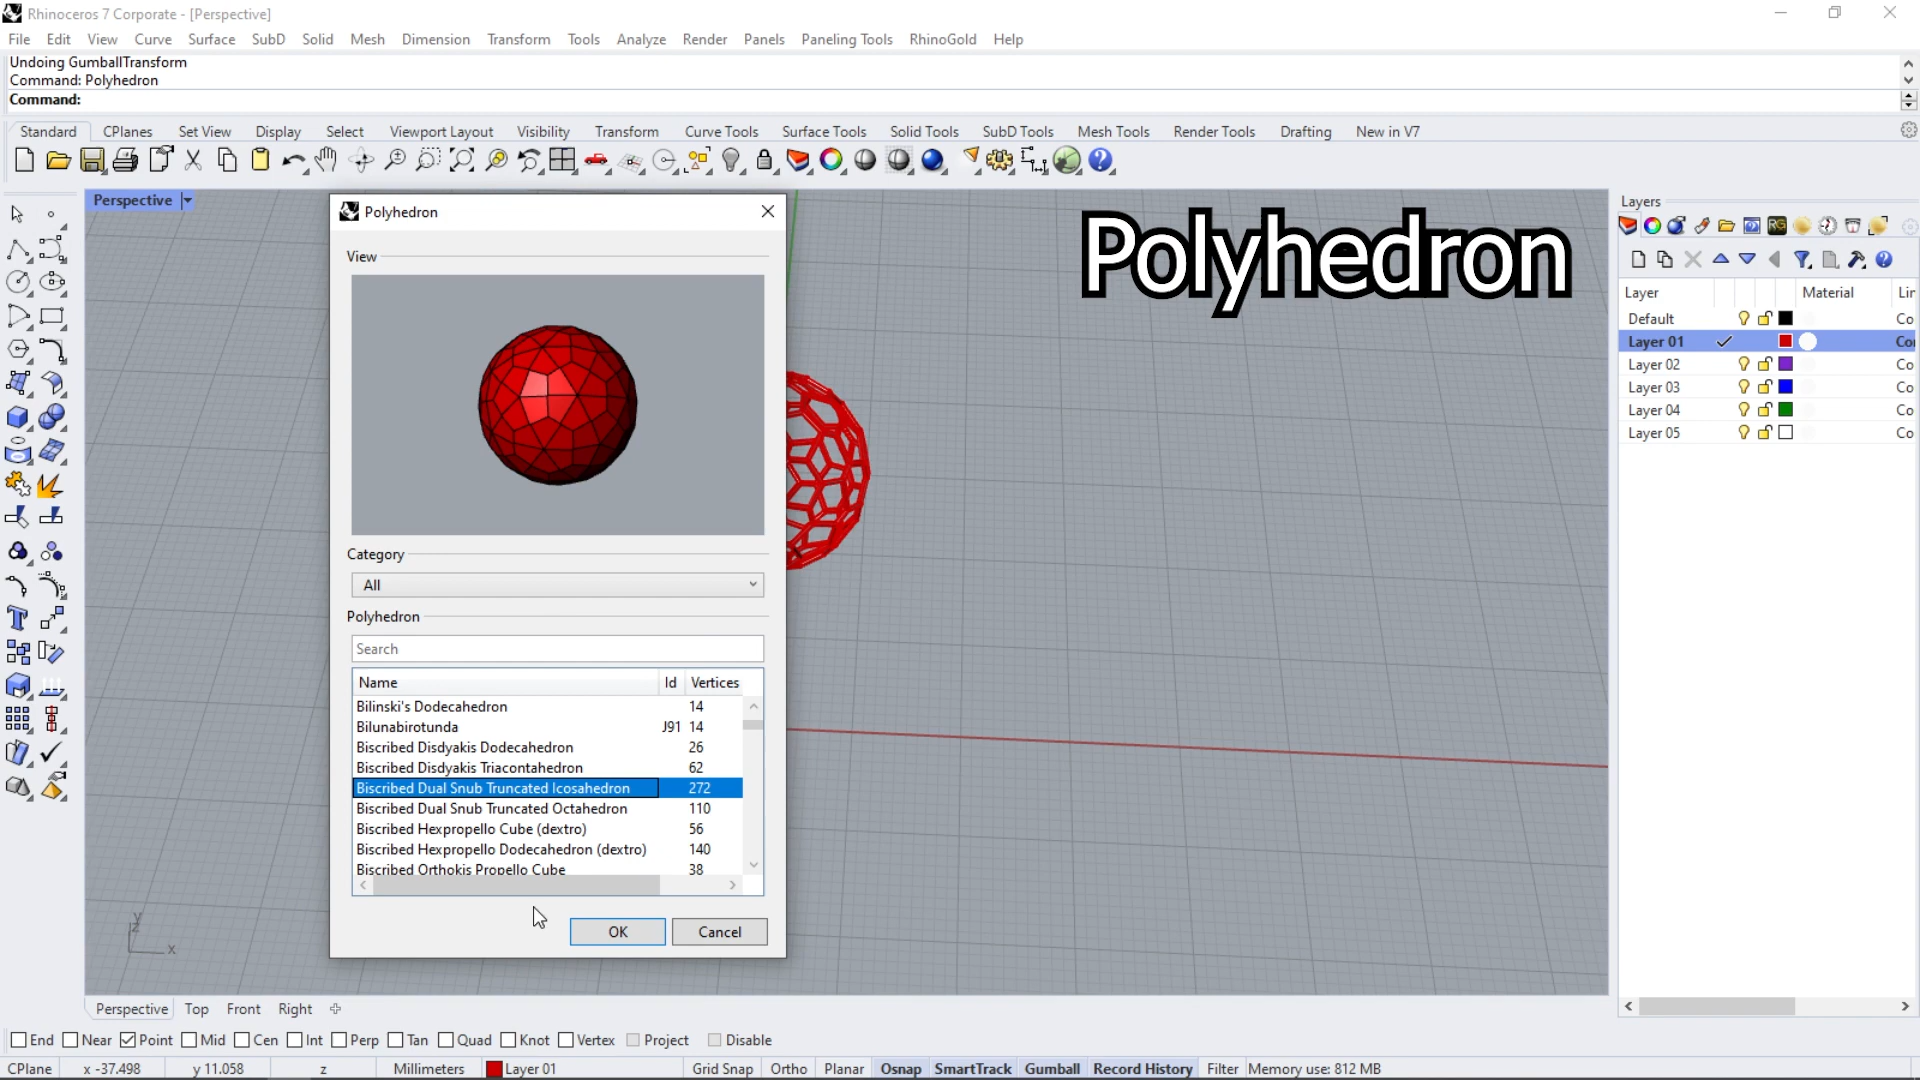 Rhinoceros 7 Corporate - [Perspective]
File Edit View Curve Surface SubD Solid Mesh Dimension Transform Tools Analyze Render Panels Paneling Tools RhinoGold Help
Undoing GumballTransform
Command: Polyhedron
Command:
Standard CPlanes Set View Display Select Viewport Layout Visibility Transform Curve Tools Surface Tools Solid Tools SubD Tools Mesh Tools Render Tools Drafting New in V7
Perspective
Polyhedron
View
Category
All
Polyhedron
Search
Name Id Vertices
Bilinski's Dodecahedron 14
Bilunabirotunda J91 14
Biscribed Disdyakis Dodecahedron 26
Biscribed Disdyakis Triacontahedron 62
Biscribed Dual Snub Truncated Icosahedron 272
Biscribed Dual Snub Truncated Octahedron 110
Biscribed Hexpropello Cube (dextro) 56
Biscribed Hexpropello Dodecahedron (dextro) 140
Biscribed Orthokis Propello Cube 38
OK Cancel
Polyhedron
Layers
RG
Layer Material Lir
Default Co
Layer 01 Coi
Layer 02 Co
Layer 03 Co
Layer 04 Co
Layer 05 Co
y
z
x
Perspective Top Front Right
End Near Point Mid Cen Int Perp Tan Quad Knot Vertex Project Disable
CPlane x -37.498 y 11.058 z Millimeters Layer 01 Grid Snap Ortho Planar Osnap SmartTrack Gumball Record History Filter Memory use: 812 MB